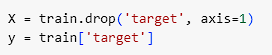 X = train.drop('target', axis=1)
y = train['target']